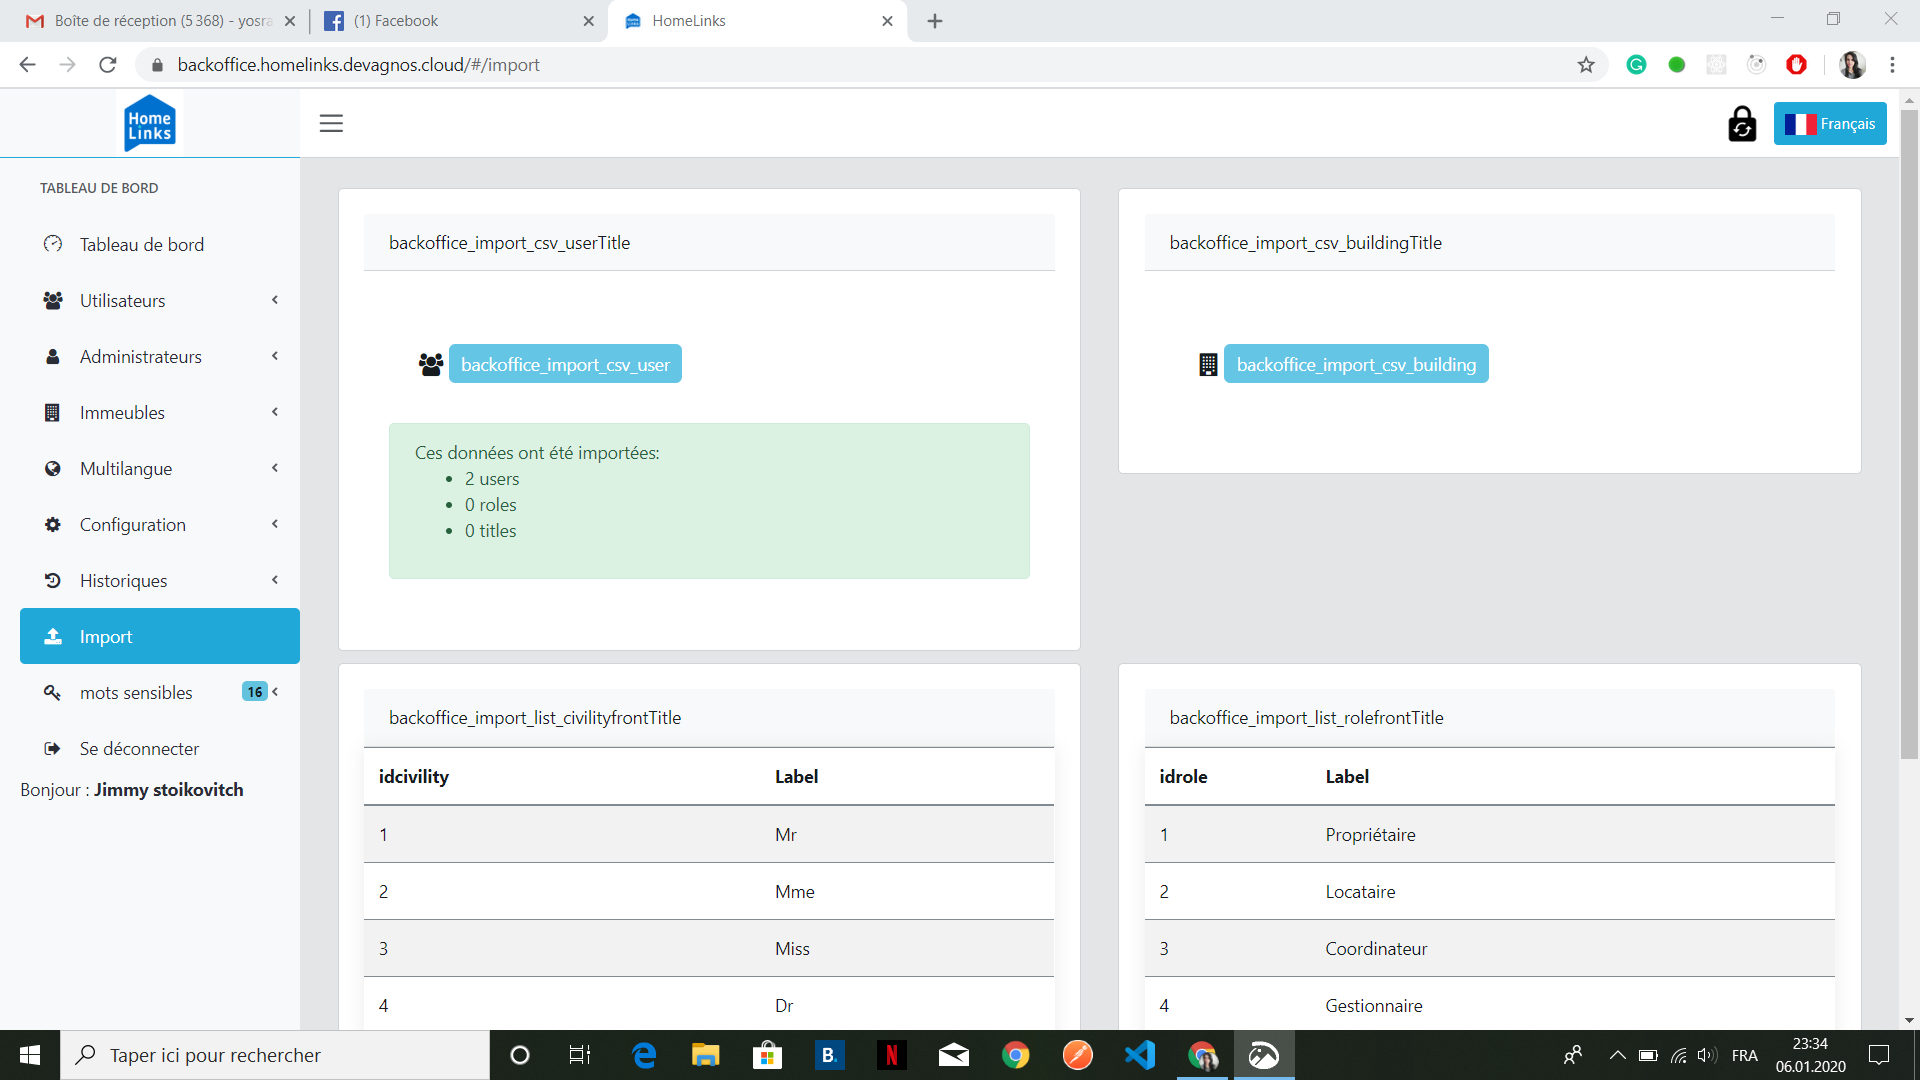 Boîte de réception (5 368) - yosra
(1) Facebook
HomeLinks
backoffice.homelinks.devagnos.cloud/#/import
Home
Links
Français
TABLEAU DE BORD
Tableau de bord
Utilisateurs
Administrateurs
Immeubles
Multilangue
Configuration
Historiques
Import
mots sensibles 16
Se déconnecter
Bonjour : Jimmy stoikovitch
backoffice_import_csv_userTitle
backoffice_import_csv_user
Ces données ont été importées:
2 users
0 roles
0 titles
backoffice_import_csv_buildingTitle
backoffice_import_csv_building
backoffice_import_list_civilityfrontTitle
idcivility Label
1 Mr
2 Mme
3 Miss
4 Dr
backoffice_import_list_rolefrontTitle
idrole Label
1 Propriétaire
2 Locataire
3 Coordinateur
4 Gestionnaire
Taper ici pour rechercher
B.
N
FRA
23:34
06.01.2020